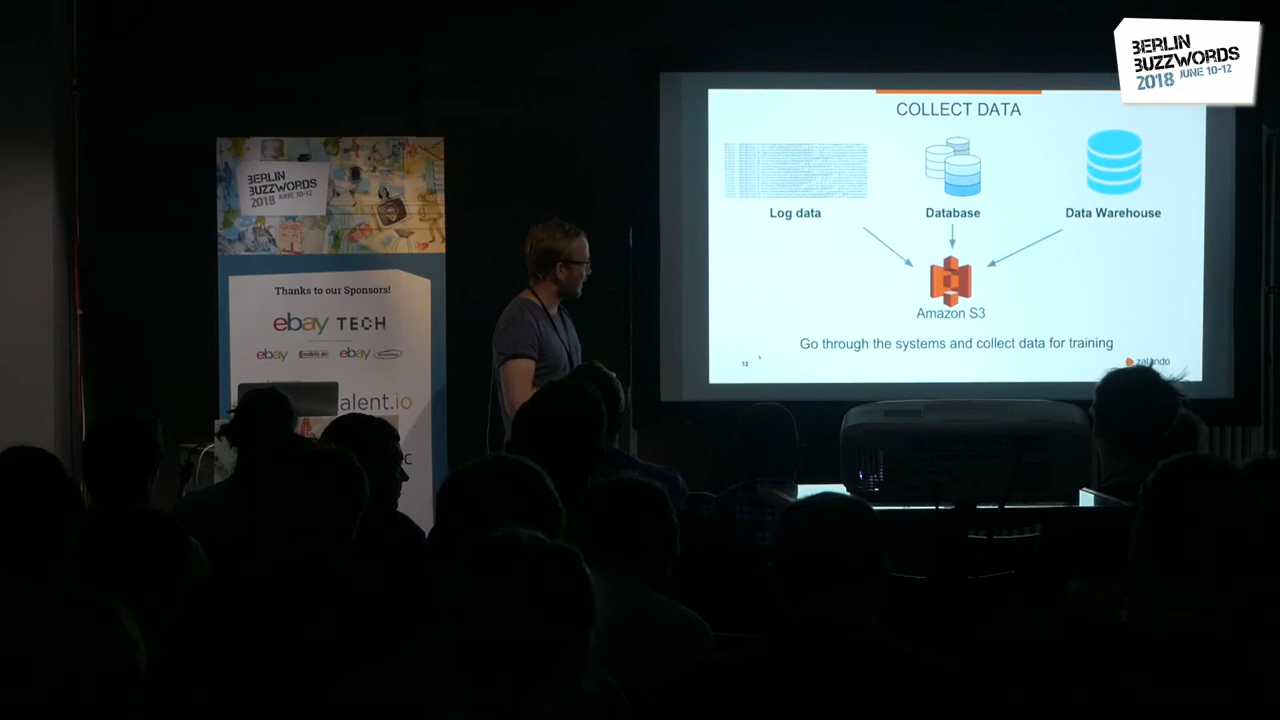 BERLIN
BUZZWORDS
2018 JUNE 10-12
COLLECT DATA
Log data
Database
Data Warehouse
Amazon S3
Go through the systems and collect data for training
12
zalando
BERLIN
BUZZWORDS
2018 JUNE 10-12
Thanks to our Sponsors!
ebay TECH
ebay
mobile.de
ebay
alent.io
c